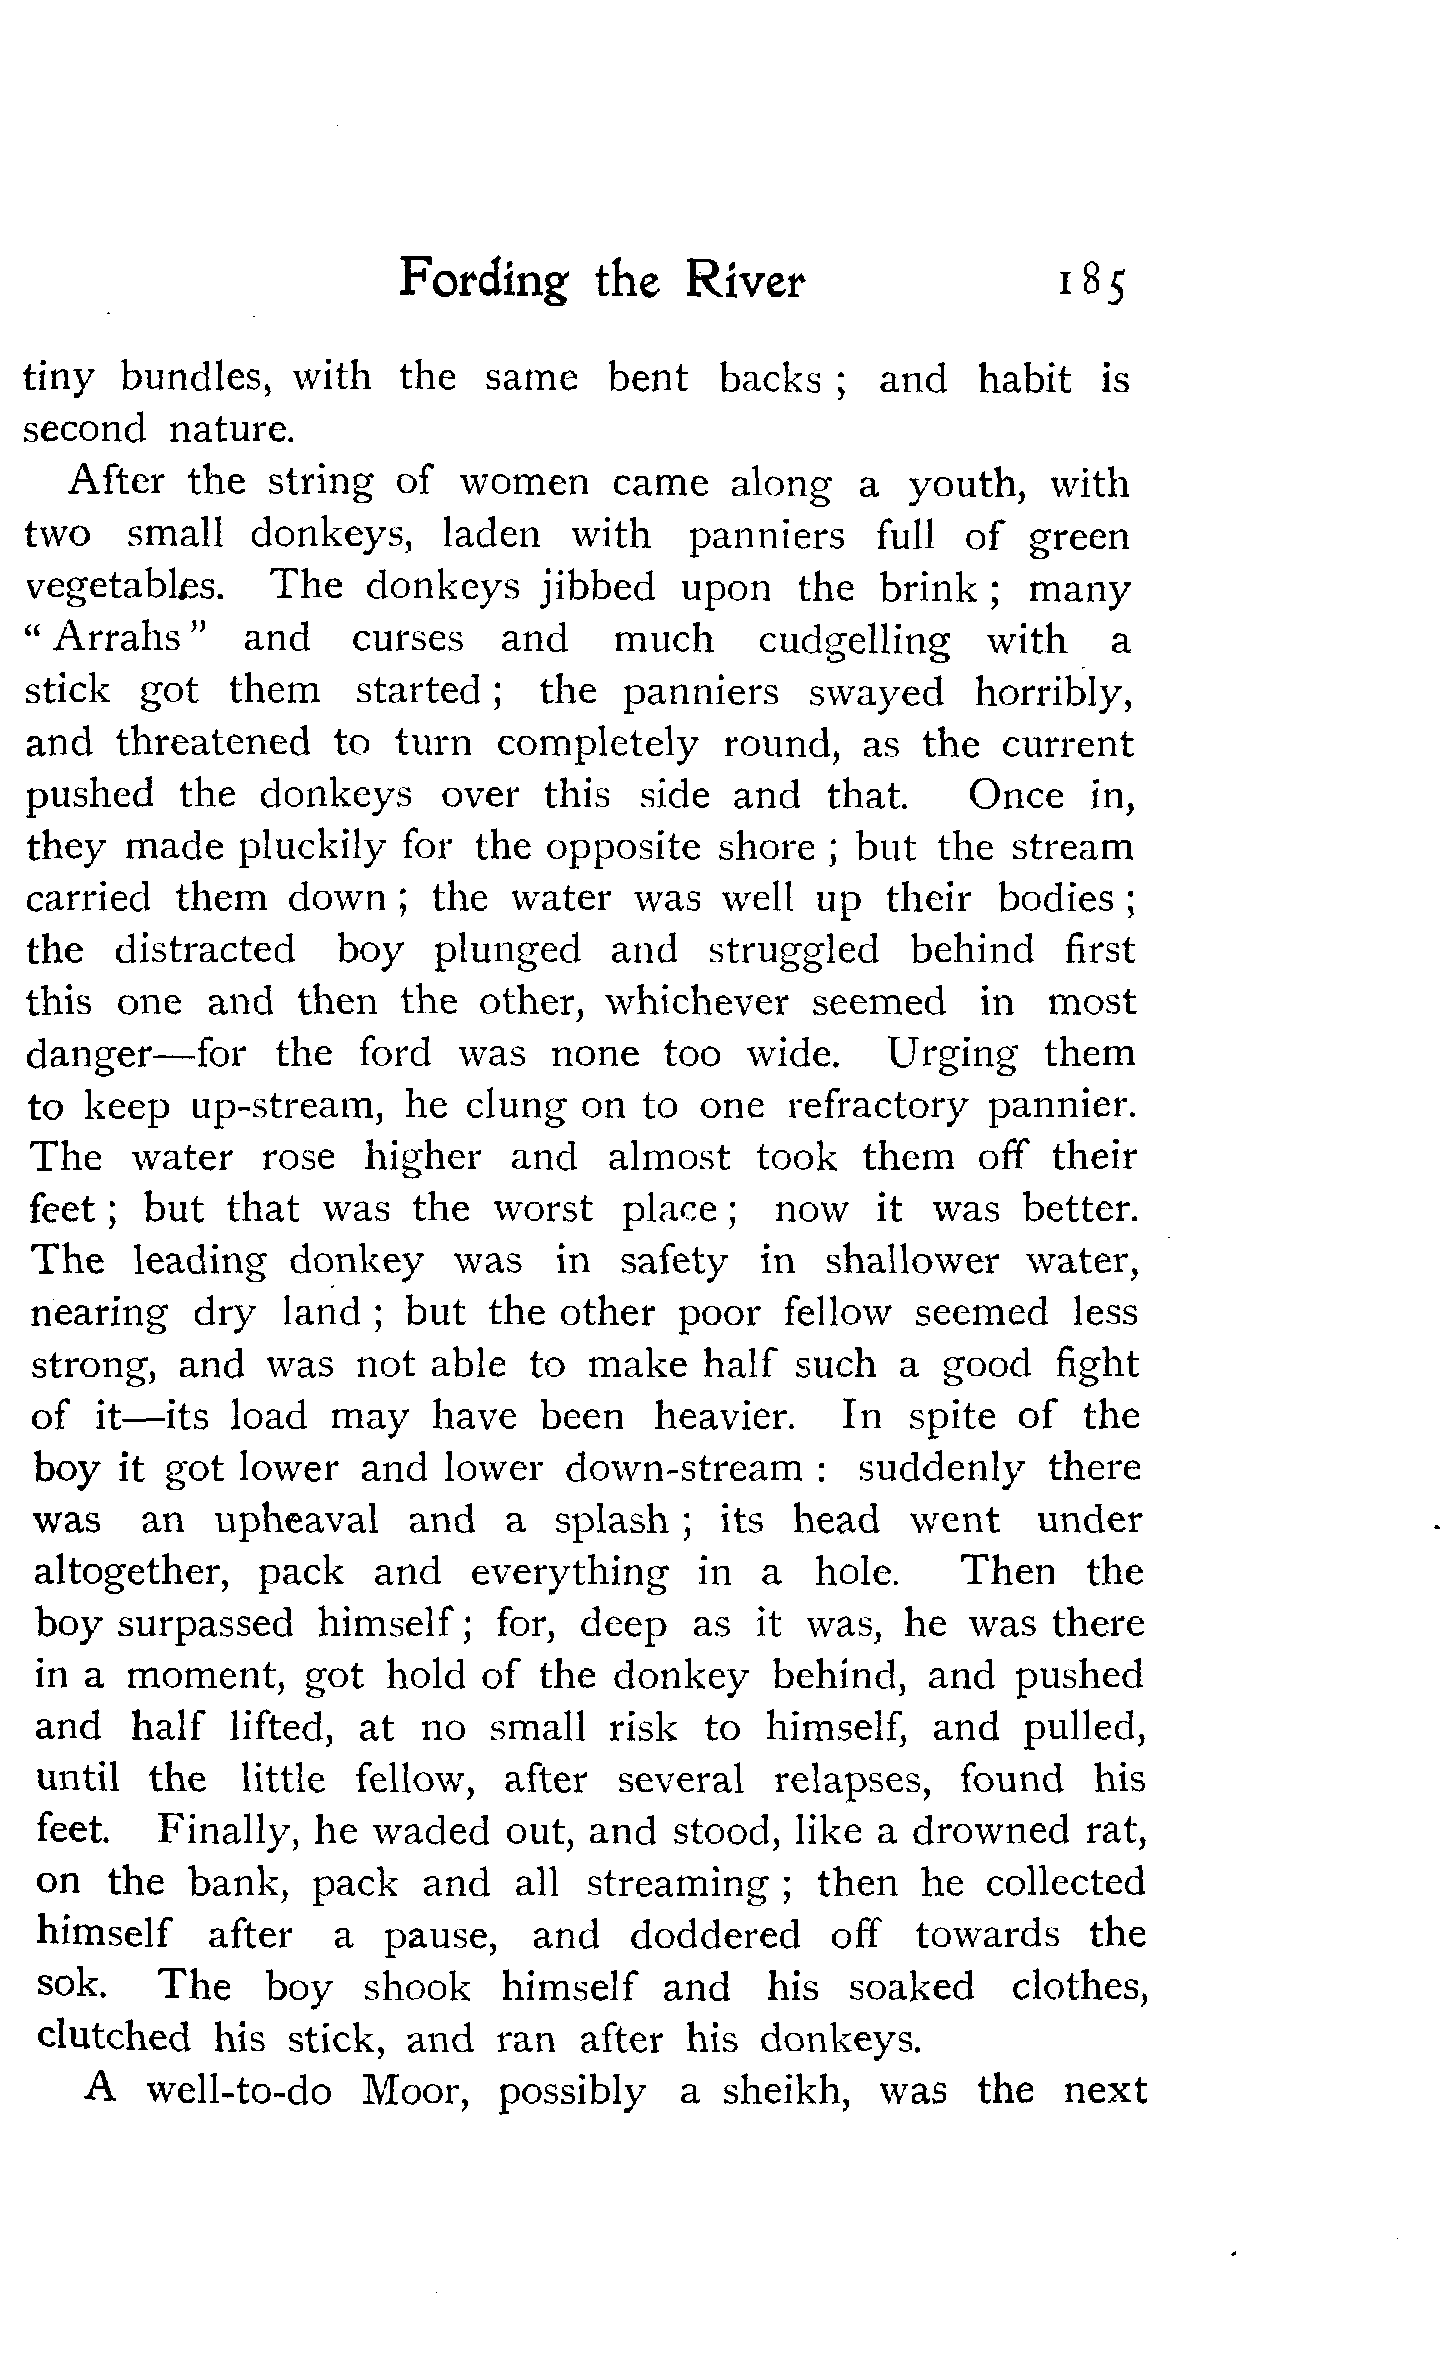 Fording the River 185
tiny bundles, with the same bent backs ; and habit is
second nature.
After the string of women came along a youth, with
two small donkeys, laden with panniers full of green
vegetables. The donkeys jibbed upon the brink ; many
“ Arrahs ” and curses and much cudgelling with a
stick got them started ; the panniers swayed horribly,
and threatened to turn completely round, as the current
pushed the donkeys over this side and that. Once in,
they made pluckily for the opposite shore ; but the stream
carried them down ; the water was well up their bodies ;
the distracted boy plunged and struggled behind first
this one and then the other, whichever seemed in most
danger—for the ford was none too wide. Urging them
to keep up-stream, he clung on to one refractory pannier.
The water rose higher and almost took them off their
feet ; but that was the worst place ; now it was better.
The leading donkey was in safety in shallower water,
nearing dry land ; but the other poor fellow seemed less
strong, and was not able to make half such a good fight
of it—its load may have been heavier. In spite of the
boy it got lower and lower down-stream : suddenly there
was an upheaval and a splash ; its head went under
altogether, pack and everything in a hole. Then the
boy surpassed himself ; for, deep as it was, he was there
in a moment, got hold of the donkey behind, and pushed
and half lifted, at no small risk to himself, and pulled,
until the little fellow, after several relapses, found his
feet. Finally, he waded out, and stood, like a drowned rat,
on the bank, pack and all streaming ; then he collected
himself after a pause, and doddered off towards the
sok. The boy shook himself and his soaked clothes,
clutched his stick, and ran after his donkeys.
A well-to-do Moor, possibly a sheikh, was the next